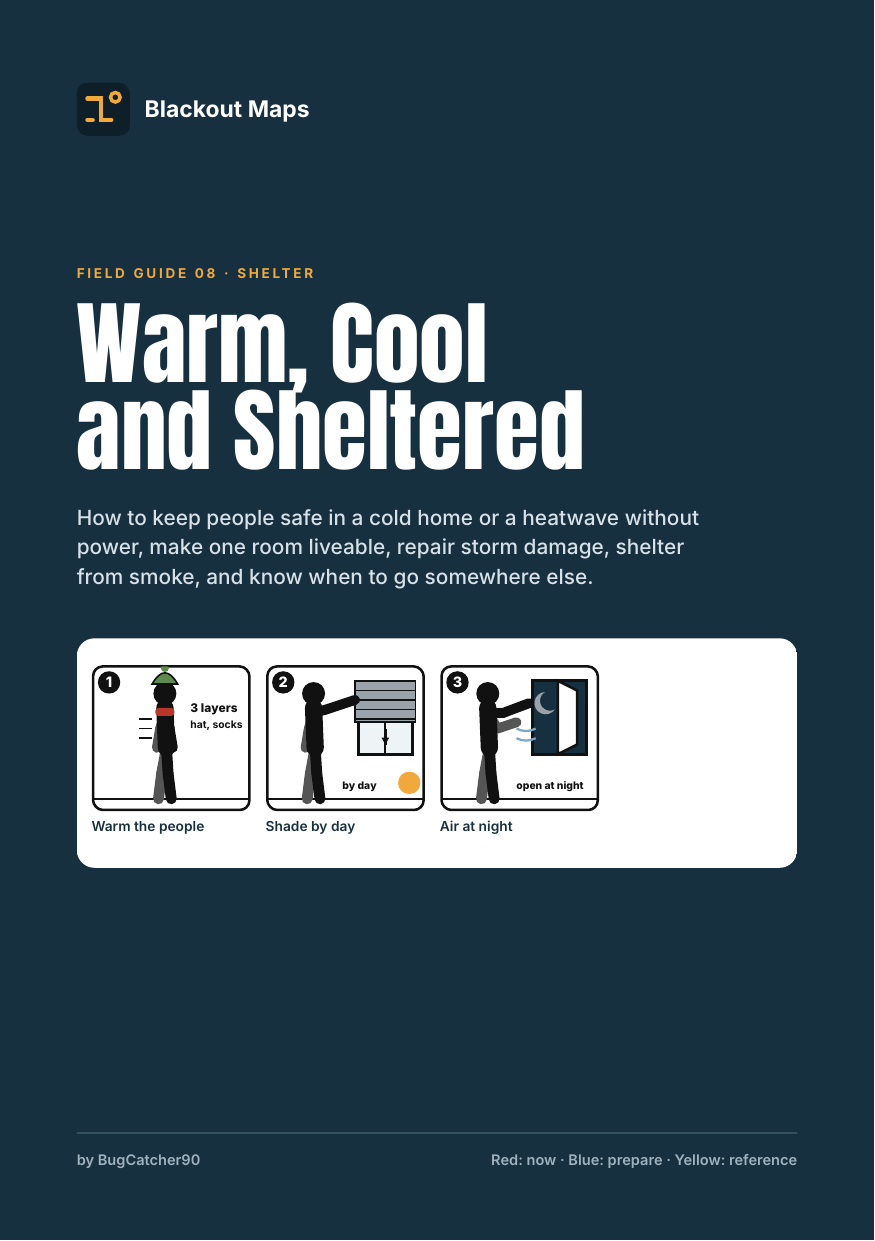 Blackout Maps
FIELD GUIDE 08 · SHELTER
Warm, Cool
and Sheltered
How to keep people safe in a cold home or a heatwave without
power, make one room liveable, repair storm damage, shelter
from smoke, and know when to go somewhere else.
1
3 layers
hat, socks
Warm the people
2
by day
Shade by day
3
open at night
Air at night
by BugCatcher90
Red: now · Blue: prepare · Yellow: reference